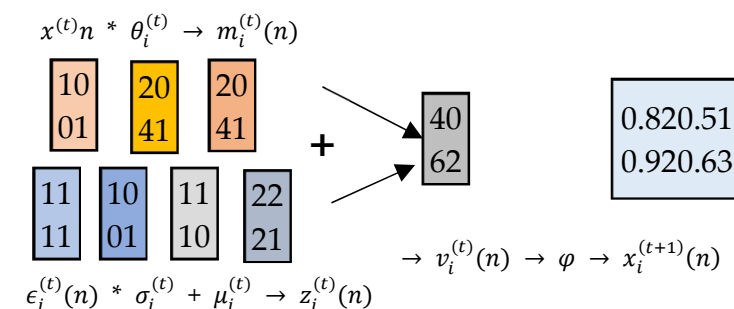 x^{(t)}n * θ_i^{(t)} → m_i^{(t)}(n)
10 20 20
01 41 41
+
40
62
0.820.51
0.920.63
11 10 11 22
11 01 10 21
→ v_i^{(t)}(n) → φ → x_i^{(t+1)}(n)
ϵ_i^{(t)}(n) * σ_i^{(t)} + μ_i^{(t)} → z_i^{(t)}(n)